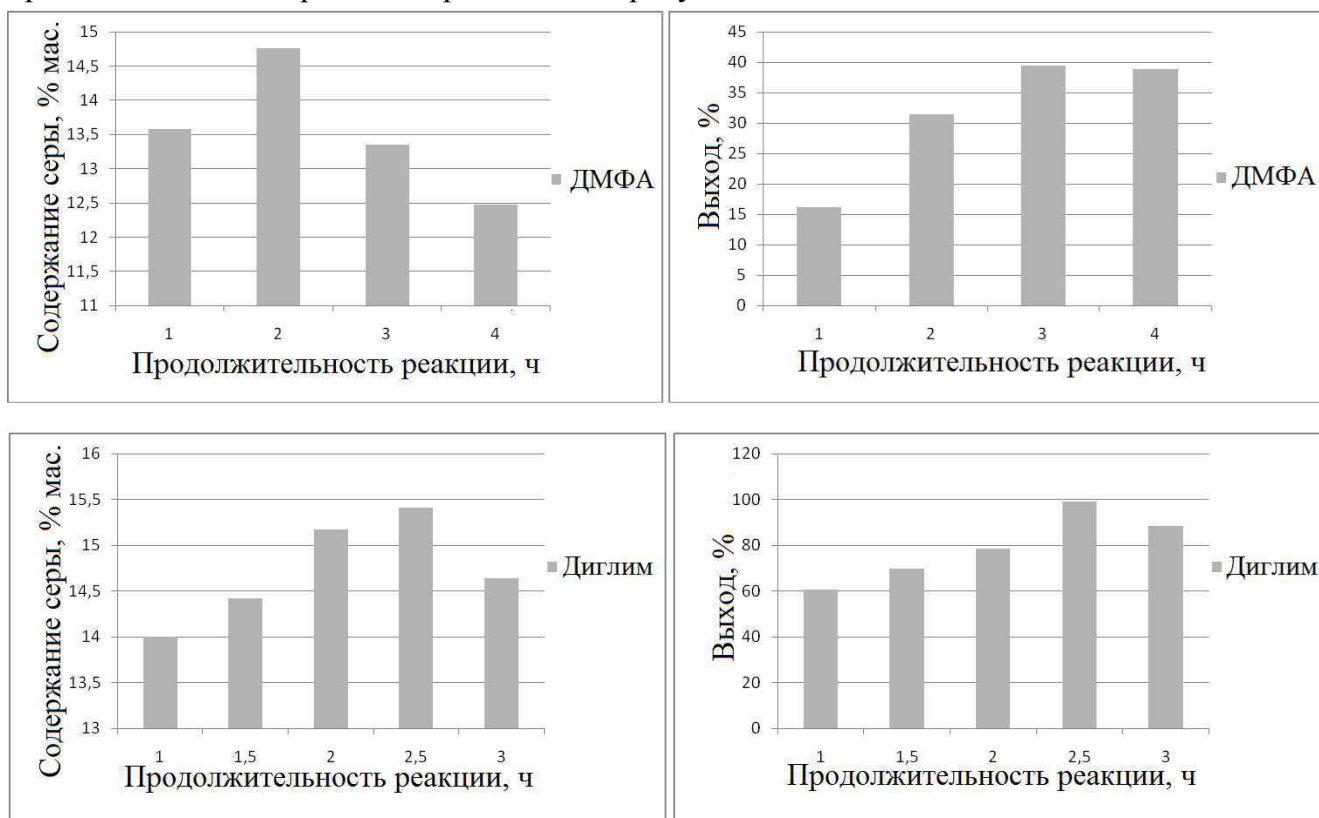 Содержание серы, % мас.
15
14,5
14
13,5
13
12,5
12
11,5
11
1 2 3 4
Продолжительность реакции, ч
ДМФА
Выход, %
45
40
35
30
25
20
15
10
5
0
1 2 3 4
Продолжительность реакции, ч
ДМФА
Содержание серы, % мас.
16
15,5
15
14,5
14
13,5
13
1 1,5 2 2,5 3
Продолжительность реакции, ч
Диглим
Выход, %
120
100
80
60
40
20
0
1 1,5 2 2,5 3
Продолжительность реакции, ч
Диглим